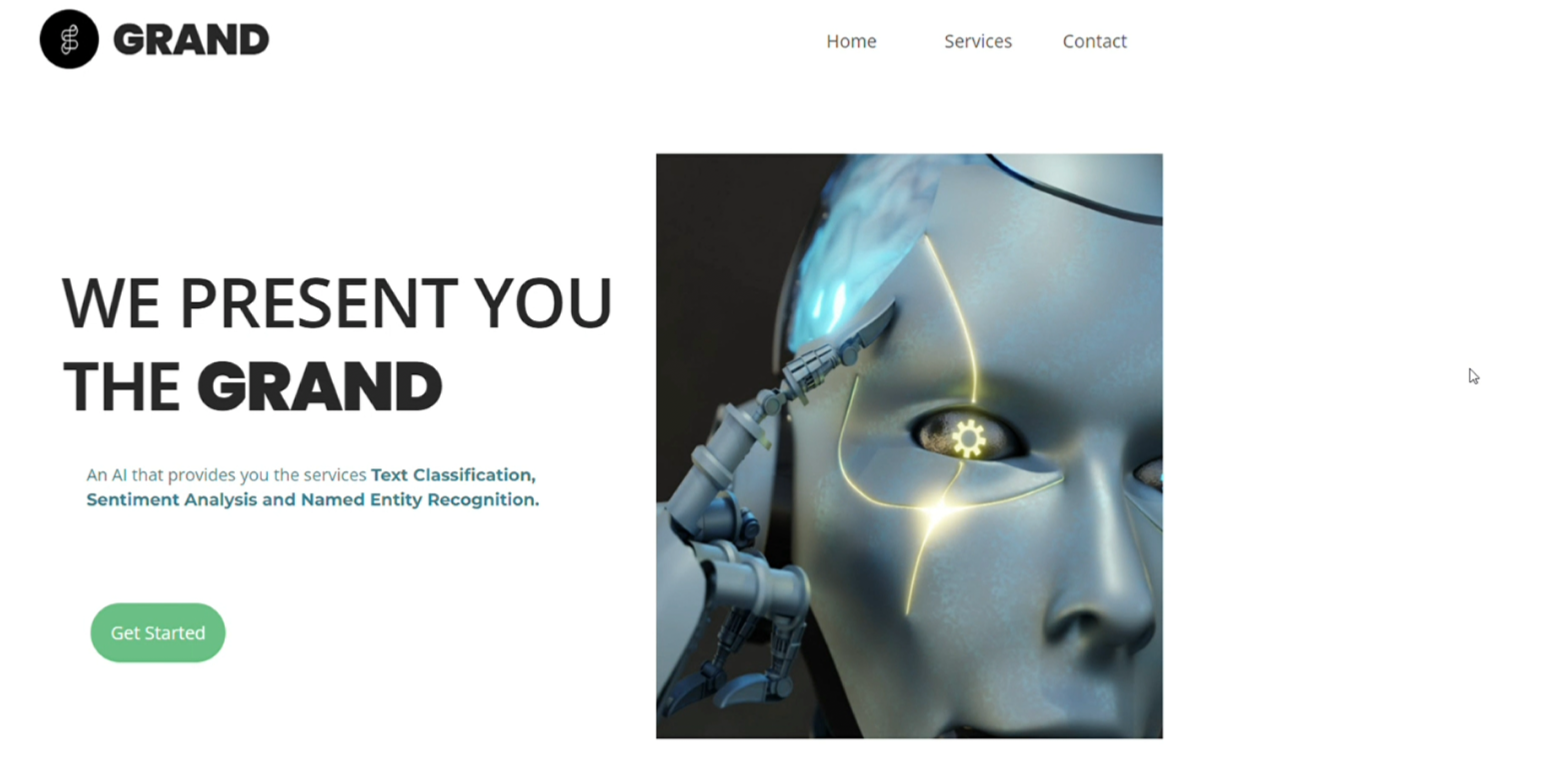 GRAND
Home Services Contact
WE PRESENT YOU
THE GRAND
An AI that provides you the services Text Classification,
Sentiment Analysis and Named Entity Recognition.
Get Started